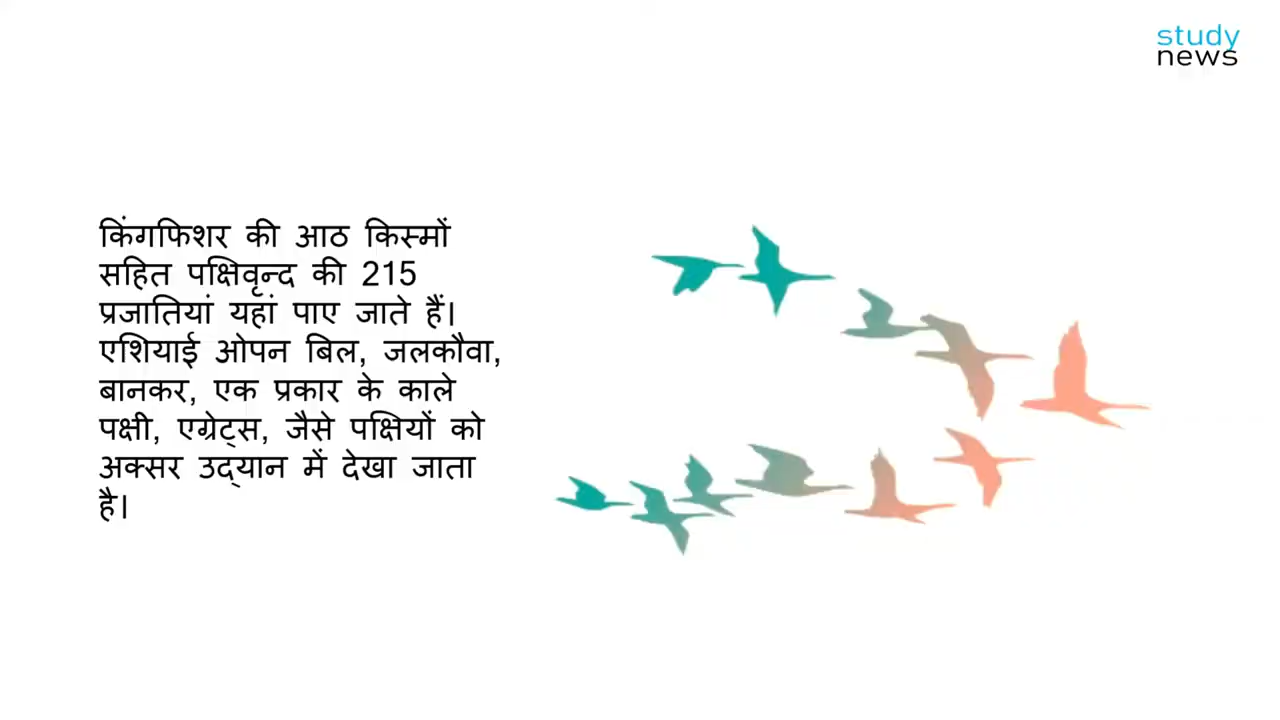 study
news
किंगफिशर की आठ किस्मों
सहित पक्षिवृन्द की 215
प्रजातियां यहां पाए जाते हैं।
एशियाई ओपन बिल, जलकौवा,
बानकर, एक प्रकार के काले
पक्षी, एग्रेट्स, जैसे पक्षियों को
अक्सर उद्‌यान में देखा जाता
है।